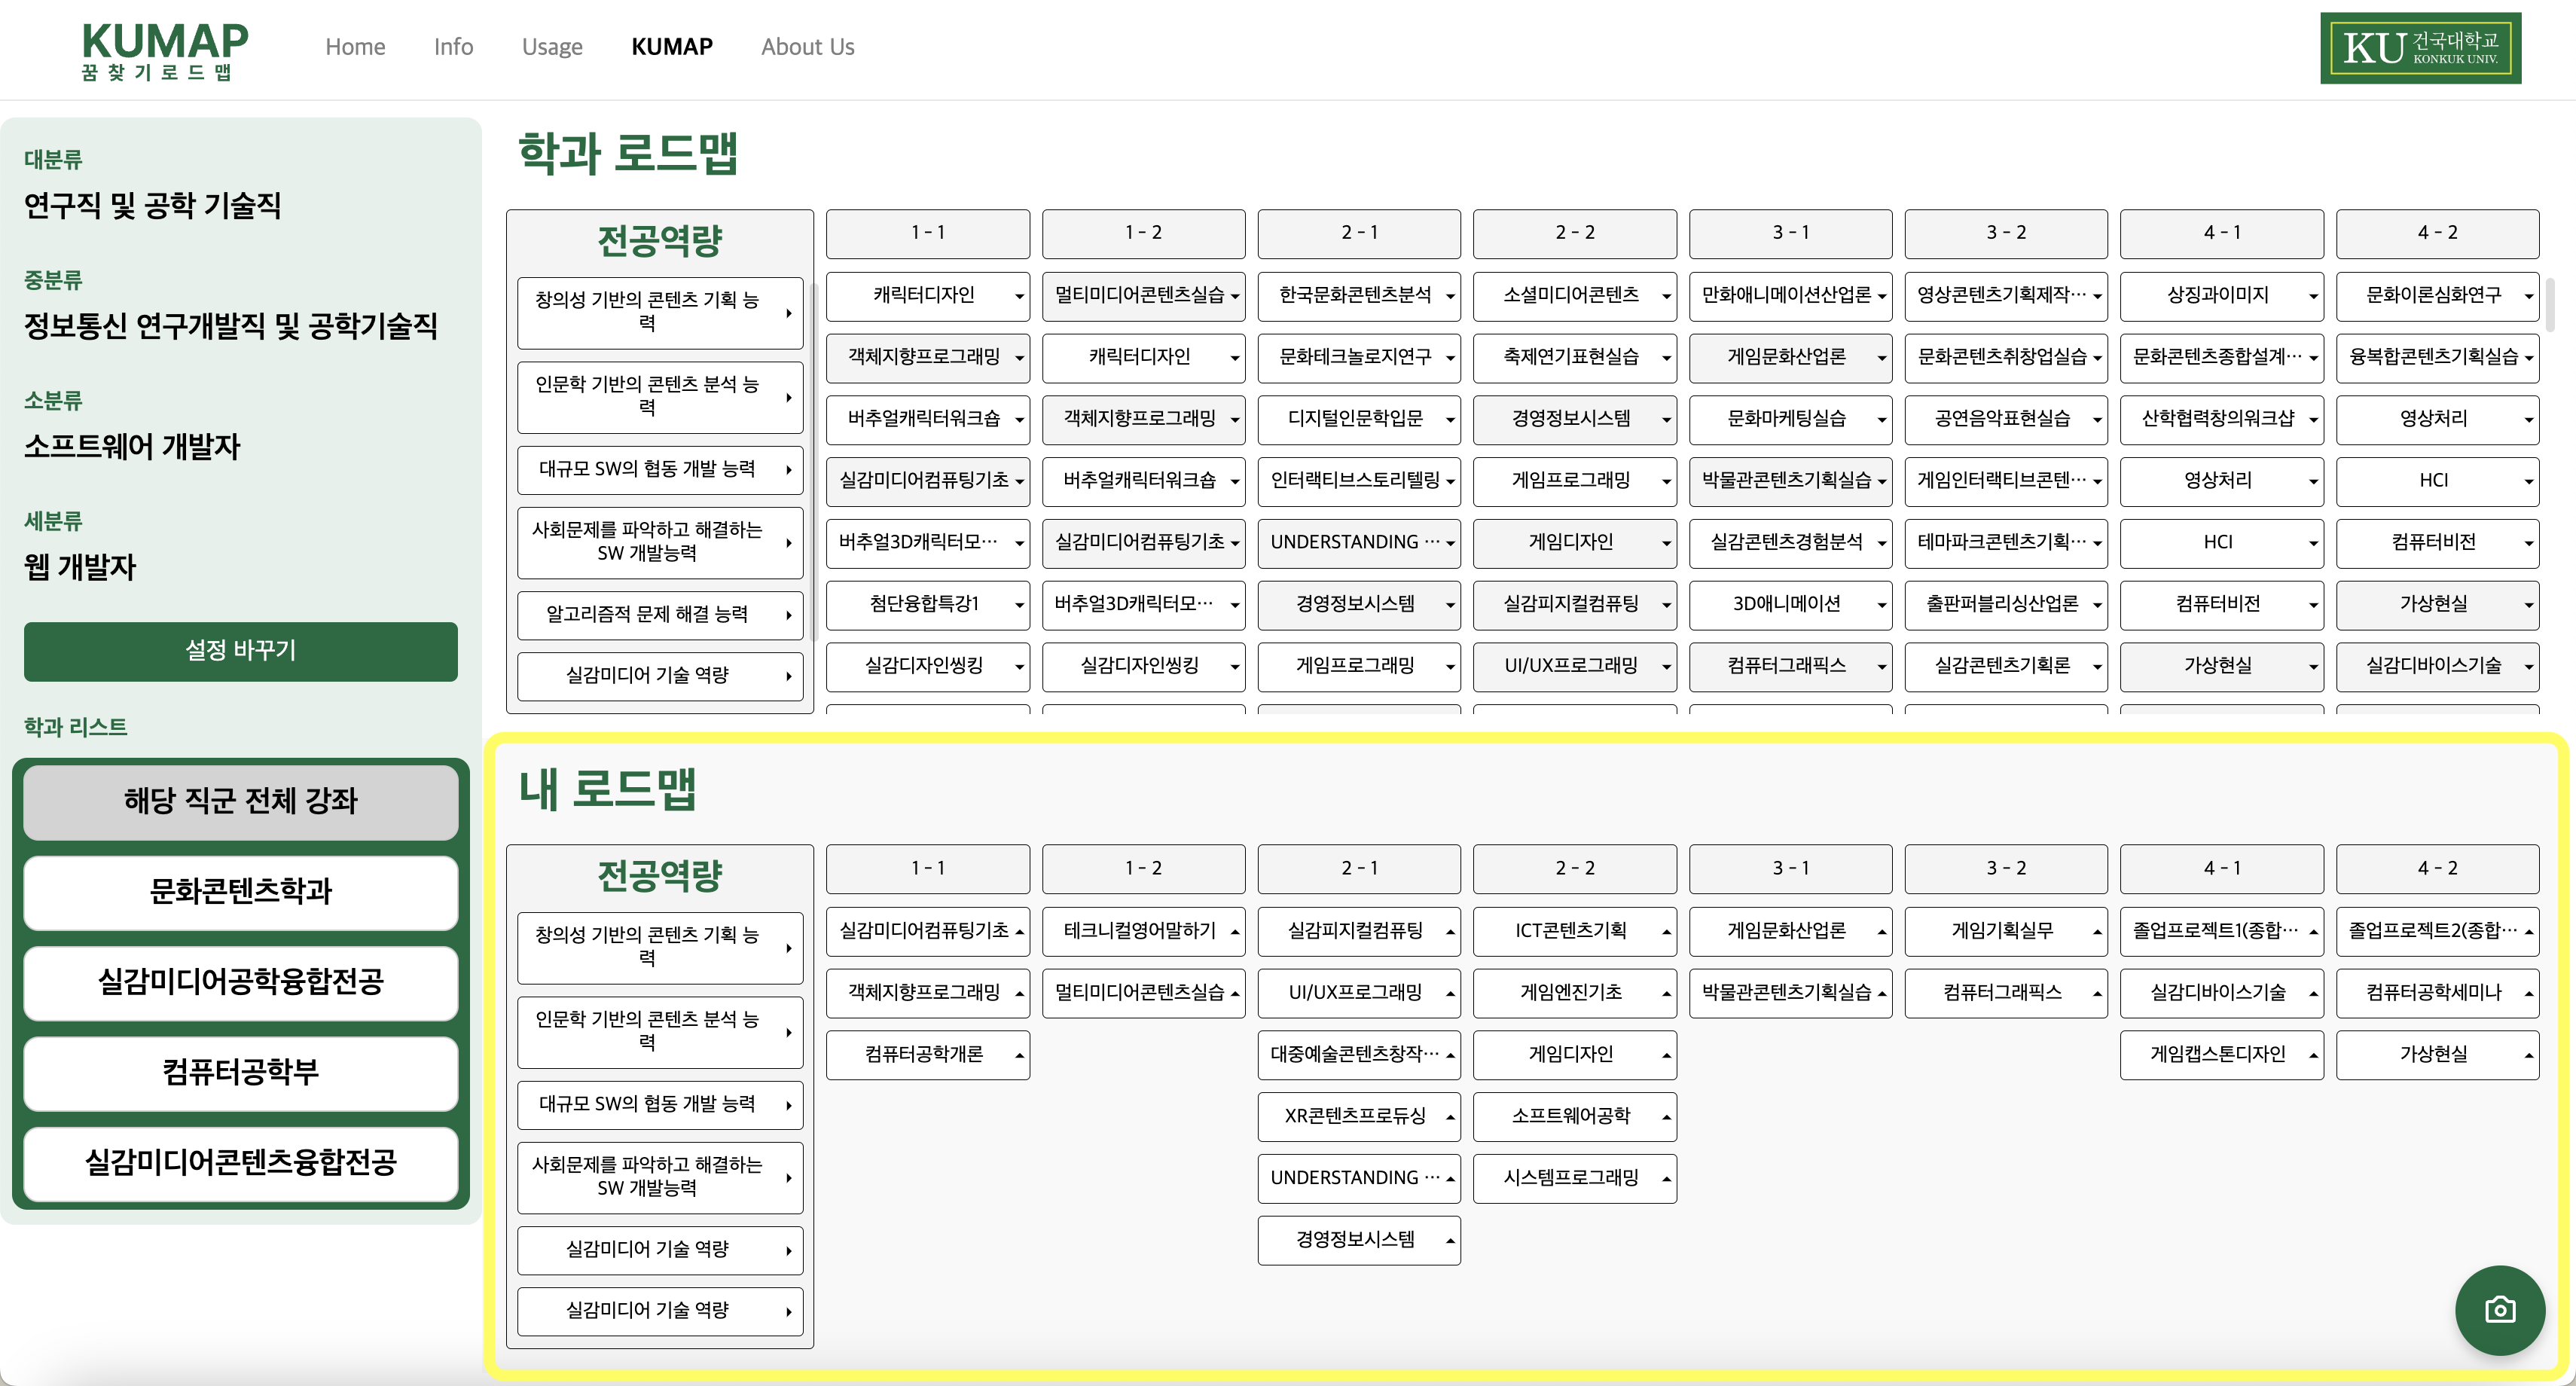 KUMAP
꿈찾기로드맵
Home
Info
Usage
KUMAP
About Us
KU 건국대학교
KONKUK UNIV.
대분류
연구직 및 공학 기술직
중분류
정보통신 연구개발직 및 공학기술직
소분류
소프트웨어 개발자
세분류
웹 개발자
설정 바꾸기
학과 리스트
해당 직군 전체 강좌
문화콘텐츠학과
실감미디어공학융합전공
컴퓨터공학부
실감미디어콘텐츠융합전공
학과 로드맵
전공역량
창의성 기반의 콘텐츠 기획 능
력
인문학 기반의 콘텐츠 분석 능
력
대규모 SW의 협동 개발 능력
사회문제를 파악하고 해결하는
SW 개발능력
알고리즘적 문제 해결 능력
실감미디어 기술 역량
1 - 1
1 - 2
2 - 1
2 - 2
3 - 1
3 - 2
4 - 1
4 - 2
캐릭터디자인
멀티미디어콘텐츠실습
한국문화콘텐츠분석
소셜미디어콘텐츠
만화애니메이션산업론
영상콘텐츠기획제작…
상징과이미지
문화이론심화연구
객체지향프로그래밍
캐릭터디자인
문화테크놀로지연구
축제연기표현실습
게임문화산업론
문화콘텐츠취창업실습
문화콘텐츠종합설계…
융복합콘텐츠기획실습
버추얼캐릭터워크숍
객체지향프로그래밍
디지털인문학입문
경영정보시스템
문화마케팅실습
공연음악표현실습
산학협력창의워크샵
영상처리
실감미디어컴퓨팅기초
버추얼캐릭터워크숍
인터랙티브스토리텔링
게임프로그래밍
박물관콘텐츠기획실습
게임인터랙티브콘텐…
영상처리
HCI
버추얼3D캐릭터모…
실감미디어컴퓨팅기초
UNDERSTANDING …
게임디자인
실감콘텐츠경험분석
테마파크콘텐츠기획…
HCI
컴퓨터비전
첨단융합특강1
버추얼3D캐릭터모…
경영정보시스템
실감피지컬컴퓨팅
3D애니메이션
출판퍼블리싱산업론
컴퓨터비전
가상현실
실감디자인씽킹
실감디자인씽킹
게임프로그래밍
UI/UX프로그래밍
컴퓨터그래픽스
실감콘텐츠기획론
가상현실
실감디바이스기술
내 로드맵
전공역량
창의성 기반의 콘텐츠 기획 능
력
인문학 기반의 콘텐츠 분석 능
력
대규모 SW의 협동 개발 능력
사회문제를 파악하고 해결하는
SW 개발능력
실감미디어 기술 역량
실감미디어 기술 역량
1 - 1
1 - 2
2 - 1
2 - 2
3 - 1
3 - 2
4 - 1
4 - 2
실감미디어컴퓨팅기초
테크니컬영어말하기
실감피지컬컴퓨팅
ICT콘텐츠기획
게임문화산업론
게임기획실무
졸업프로젝트1(종합…
졸업프로젝트2(종합…
객체지향프로그래밍
멀티미디어콘텐츠실습
UI/UX프로그래밍
게임엔진기초
박물관콘텐츠기획실습
컴퓨터그래픽스
실감디바이스기술
컴퓨터공학세미나
컴퓨터공학개론
대중예술콘텐츠창작…
게임디자인
게임캡스톤디자인
가상현실
XR콘텐츠프로듀싱
소프트웨어공학
UNDERSTANDING …
시스템프로그래밍
경영정보시스템